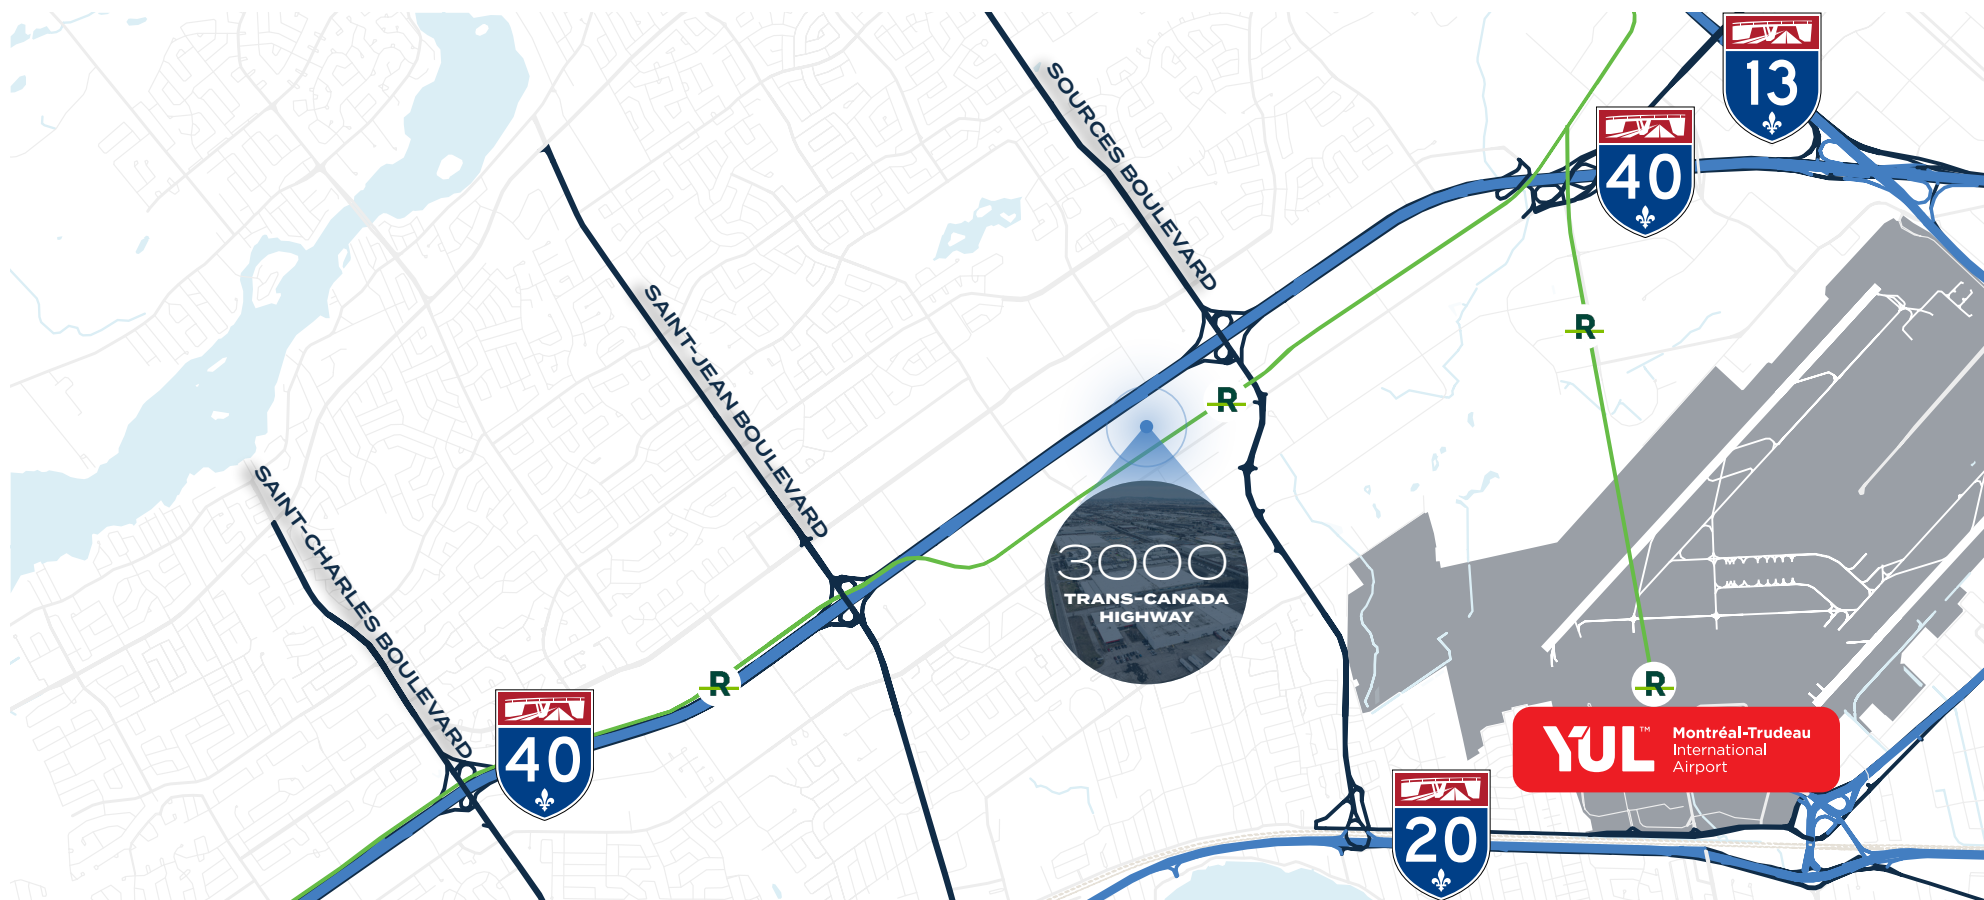 13
SOURCES BOULEVARD
40
SAINT-JEAN BOULEVARD
R
R
SAINT-CHARLES BOULEVARD
3000
TRANS-CANADA
HIGHWAY
R
R
40
YUL™
Montréal-Trudeau
International
Airport
20